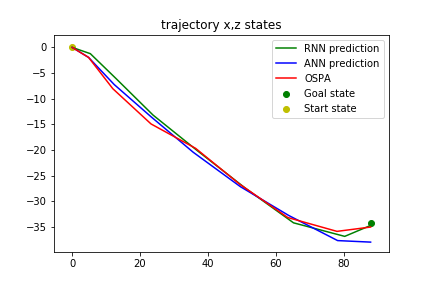 trajectory x,z states
RNN prediction
ANN prediction
OSPA
Goal state
Start state
0
−5
−10
−15
−20
−25
−30
−35
0
20
40
60
80